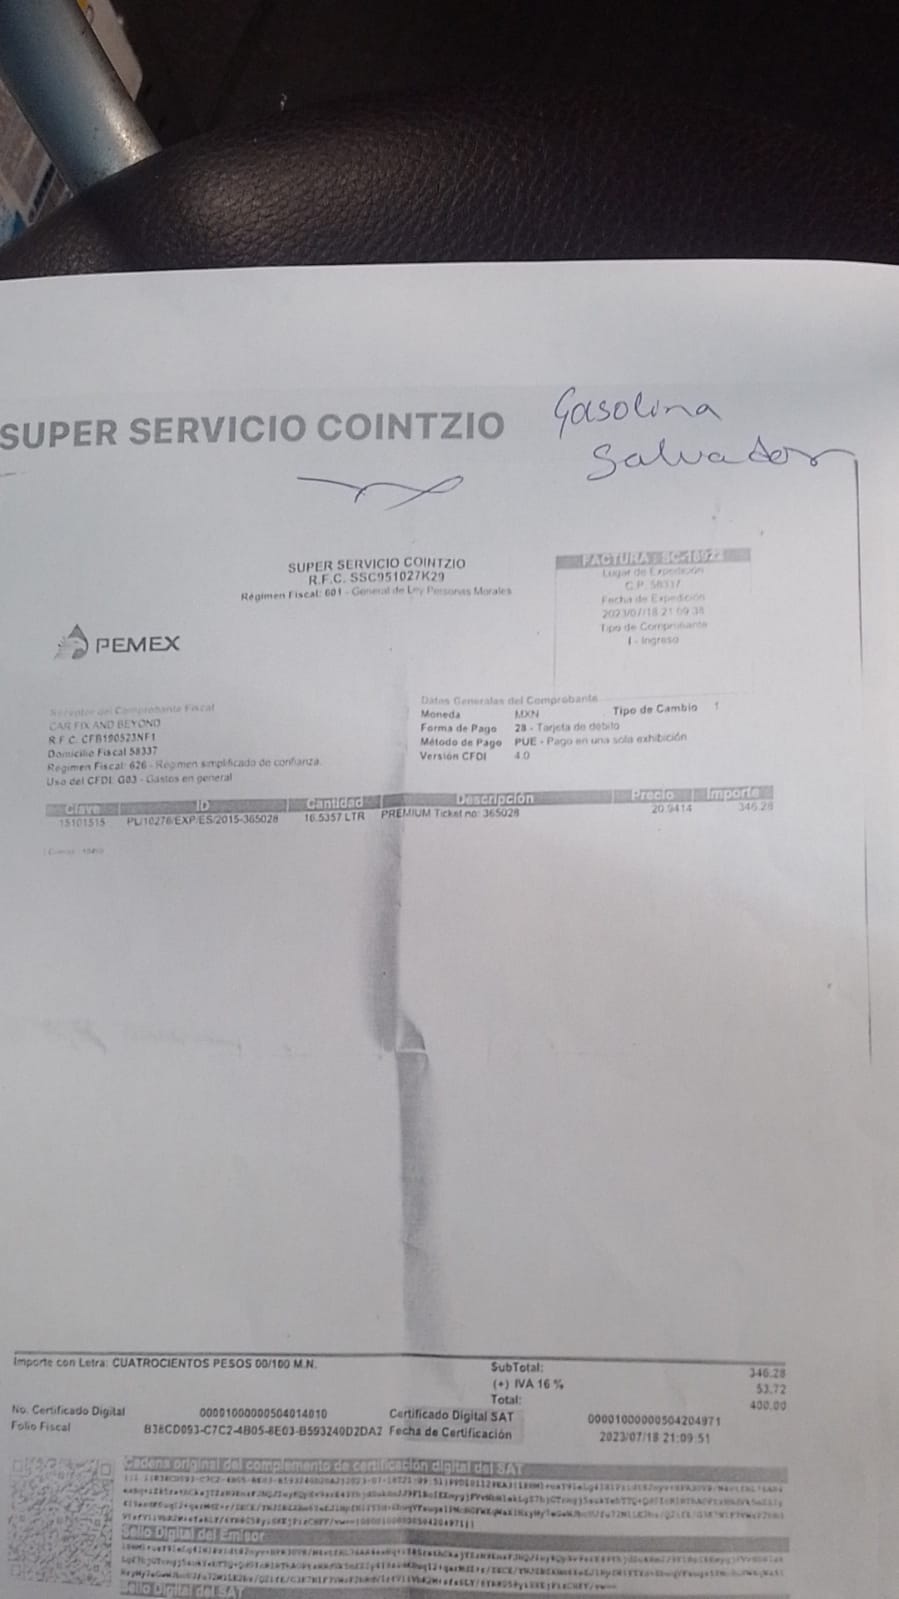 SUPER SERVICIO COINTZIO
Gasolina
Salvador
SUPER SERVICIO COINTZIO
R.F.C. SSC951027K29
Régimen Fiscal: 601 - General de Ley Personas Morales
FACTURA : SC-18922
Lugar de Expedición
C.P. 58337
Fecha de Expedición
2023/07/18 21:09:38
Tipo de Comprobante
I - Ingreso
PEMEX
Receptor del Comprobante Fiscal
CAR FIX AND BEYOND
R.F.C. CFB190523NF1
Domicilio Fiscal 58337
Regimen Fiscal: 626 - Régimen simplificado de confianza.
Uso del CFDI: G03 - Gastos en general
Datos Generales del Comprobante
Moneda MXN Tipo de Cambio 1
Forma de Pago 28 - Tarjeta de débito
Método de Pago PUE - Pago en una sola exhibición
Versión CFDI 4.0
Clave ID Cantidad Descripción Precio Importe
15101515 PL/10276/EXP/ES/2015-365028 16.5357 LTR PREMIUM Ticket no: 365028 20.9414 346.28
Importe con Letra: CUATROCIENTOS PESOS 00/100 M.N.
SubTotal: 346.28
(+) IVA 16 % 53.72
Total: 400.00
No. Certificado Digital 00001000000504014010 Certificado Digital SAT 00001000000504204971
Folio Fiscal B38CD093-C7C2-4B05-8E03-B593240D2DA2 Fecha de Certificación 2023/07/18 21:09:51
Cadena original del complemento de certificación digital del SAT
Sello Digital del Emisor
Sello Digital del SAT